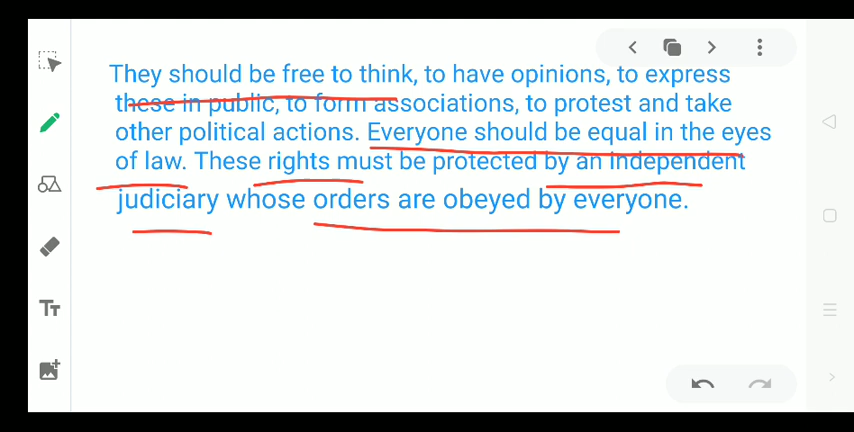 They should be free to think, to have opinions, to express
these in public, to form associations, to protest and take
other political actions. Everyone should be equal in the eyes
of law. These rights must be protected by an independent
judiciary whose orders are obeyed by everyone.
Tт